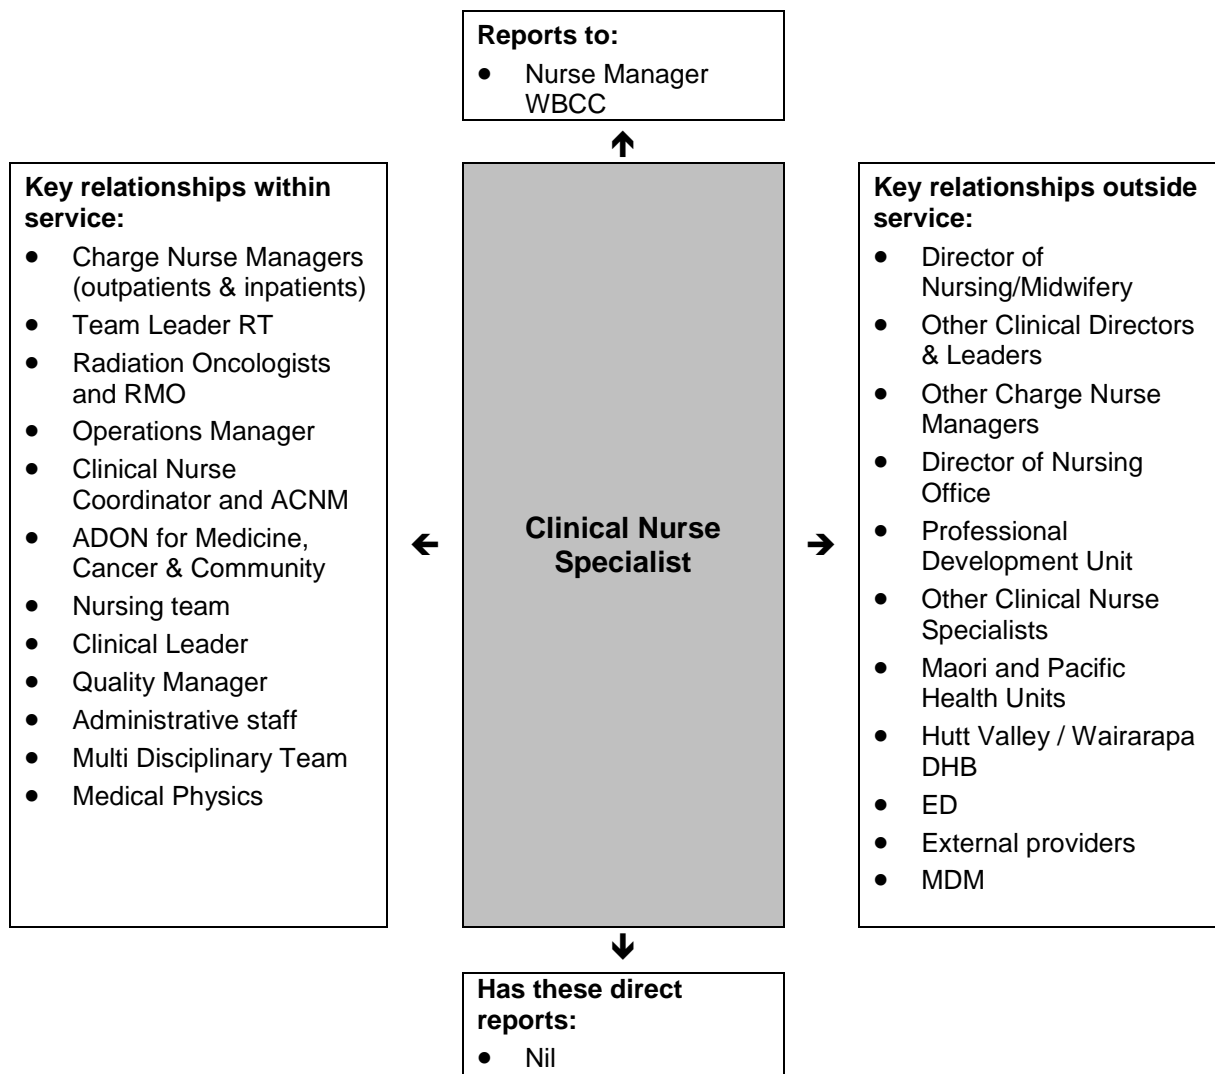 Reports to:
● Nurse Manager
WBCC
🡹
Key relationships within
service:
● Charge Nurse Managers
(outpatients & inpatients)
● Team Leader RT
● Radiation Oncologists
and RMO
● Operations Manager
● Clinical Nurse
Coordinator and ACNM
● ADON for Medicine,
Cancer & Community
● Nursing team
● Clinical Leader
● Quality Manager
● Administrative staff
● Multi Disciplinary Team
● Medical Physics
🡸
Clinical Nurse
Specialist
🡺
Key relationships outside
service:
● Director of
Nursing/Midwifery
● Other Clinical Directors
& Leaders
● Other Charge Nurse
Managers
● Director of Nursing
Office
● Professional
Development Unit
● Other Clinical Nurse
Specialists
● Maori and Pacific
Health Units
● Hutt Valley / Wairarapa
DHB
● ED
● External providers
● MDM
🡻
Has these direct
reports:
● Nil